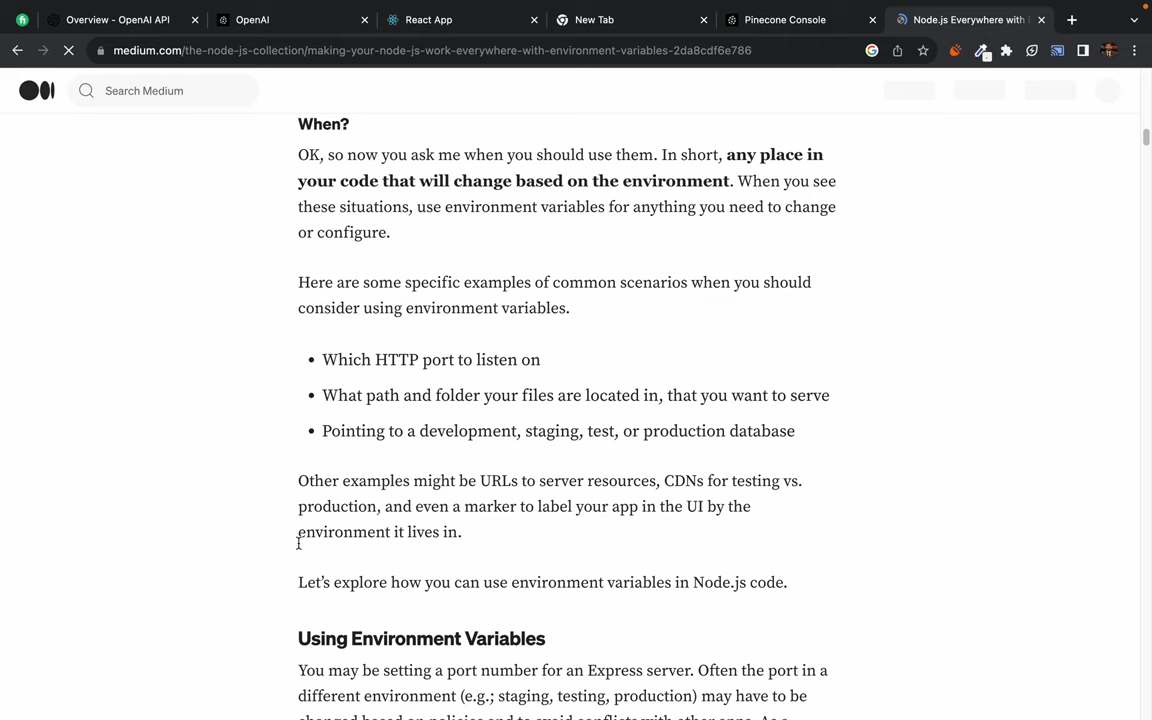 Overview - OpenAI API
OpenAI
React App
New Tab
Pinecone Console
Node.js Everywhere with
medium.com/the-node-js-collection/making-your-node-js-work-everywhere-with-environment-variables-2da8cdf6e786
Search Medium
When?
OK, so now you ask me when you should use them. In short, any place in
your code that will change based on the environment. When you see
these situations, use environment variables for anything you need to change
or configure.
Here are some specific examples of common scenarios when you should
consider using environment variables.
• Which HTTP port to listen on
• What path and folder your files are located in, that you want to serve
• Pointing to a development, staging, test, or production database
Other examples might be URLs to server resources, CDNs for testing vs.
production, and even a marker to label your app in the UI by the
environment it lives in.
Let’s explore how you can use environment variables in Node.js code.
Using Environment Variables
You may be setting a port number for an Express server. Often the port in a
different environment (e.g.; staging, testing, production) may have to be
changed based on policies and to avoid conflicts with other apps. As a